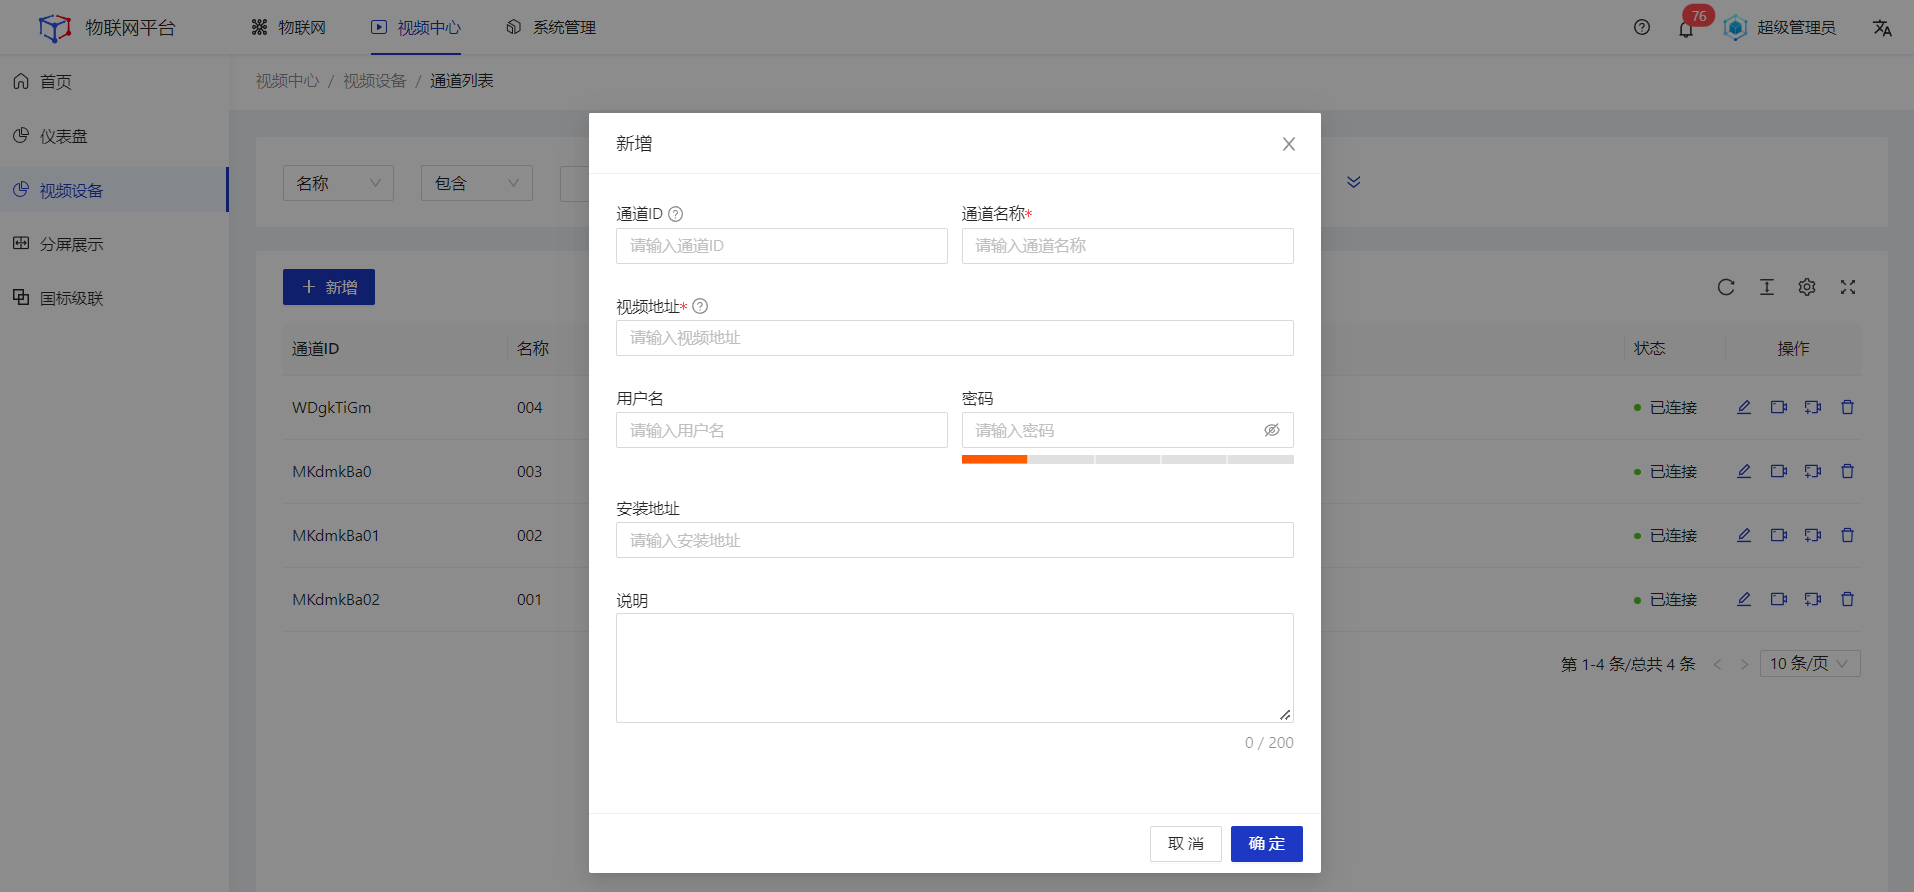 物联网平台
物联网
视频中心
系统管理
76
超级管理员
首页
仪表盘
视频设备
分屏展示
国标级联
视频中心 / 视频设备 / 通道列表
名称
包含
新增
通道ID
名称
状态
操作
WDgkTiGm
004
已连接
MKdmkBa0
003
已连接
MKdmkBa01
002
已连接
MKdmkBa02
001
已连接
第 1-4 条/总共 4 条
10 条/页
新增
通道ID
请输入通道ID
通道名称*
请输入通道名称
视频地址*
请输入视频地址
用户名
请输入用户名
密码
请输入密码
安装地址
请输入安装地址
说明
0 / 200
取 消
确 定